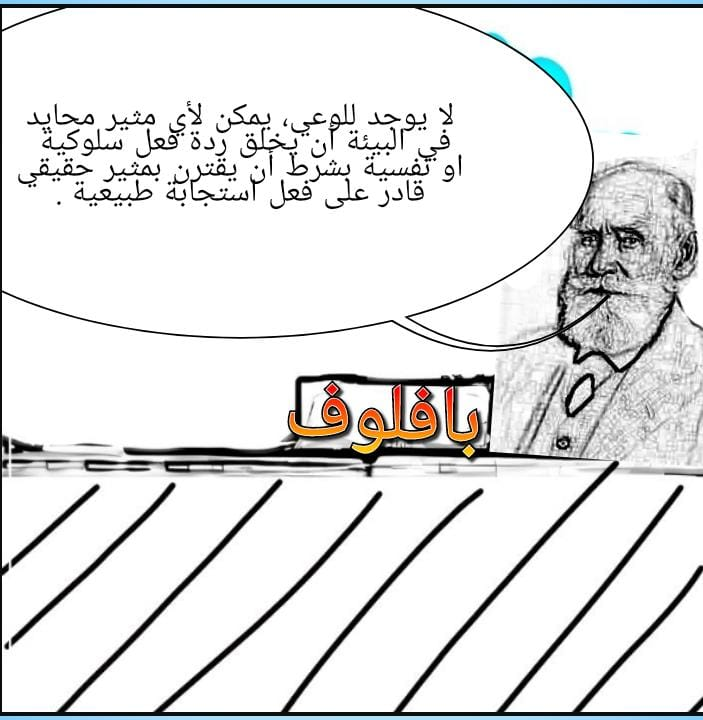 لا يوجد للوعي، يمكن لأي مثير محايد
في البيئة أن يخلق ردة فعل سلوكية
او نفسية بشرط أن يقترن بمثير حقيقي
قادر على فعل استجابة طبيعية .
بافلوف